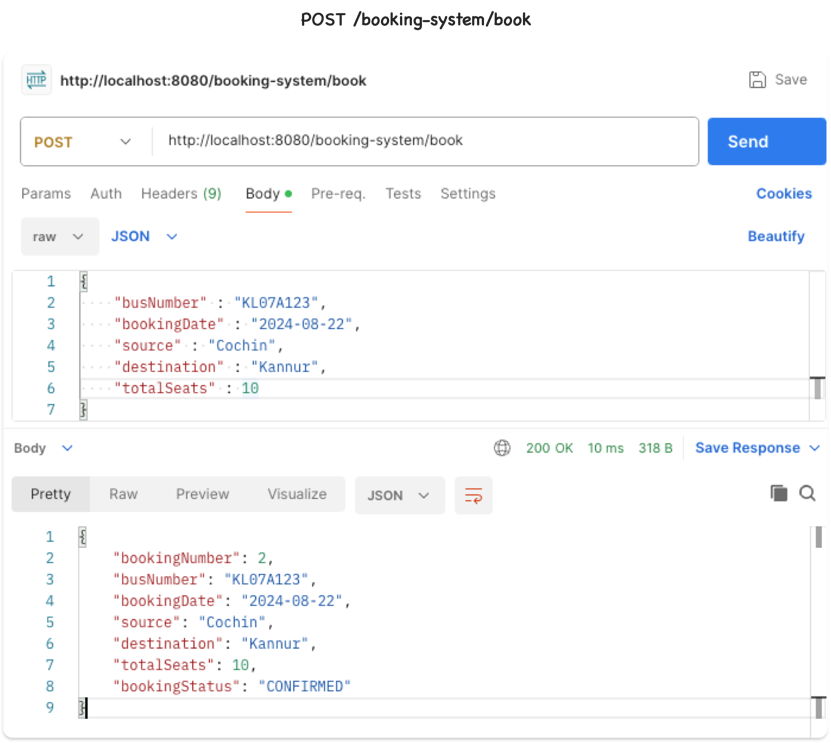 POST /booking-system/book
HTTP http://localhost:8080/booking-system/book Save
POST http://localhost:8080/booking-system/book Send
Params Auth Headers (9) Body Pre-req. Tests Settings Cookies
raw JSON Beautify
1 {
2 "busNumber" : "KL07A123",
3 "bookingDate" : "2024-08-22",
4 "source" : "Cochin",
5 "destination" : "Kannur",
6 "totalSeats" : 10
7 }
Body 200 OK 10 ms 318 B Save Response
Pretty Raw Preview Visualize JSON
1 {
2 "bookingNumber": 2,
3 "busNumber": "KL07A123",
4 "bookingDate": "2024-08-22",
5 "source": "Cochin",
6 "destination": "Kannur",
7 "totalSeats": 10,
8 "bookingStatus": "CONFIRMED"
9 }